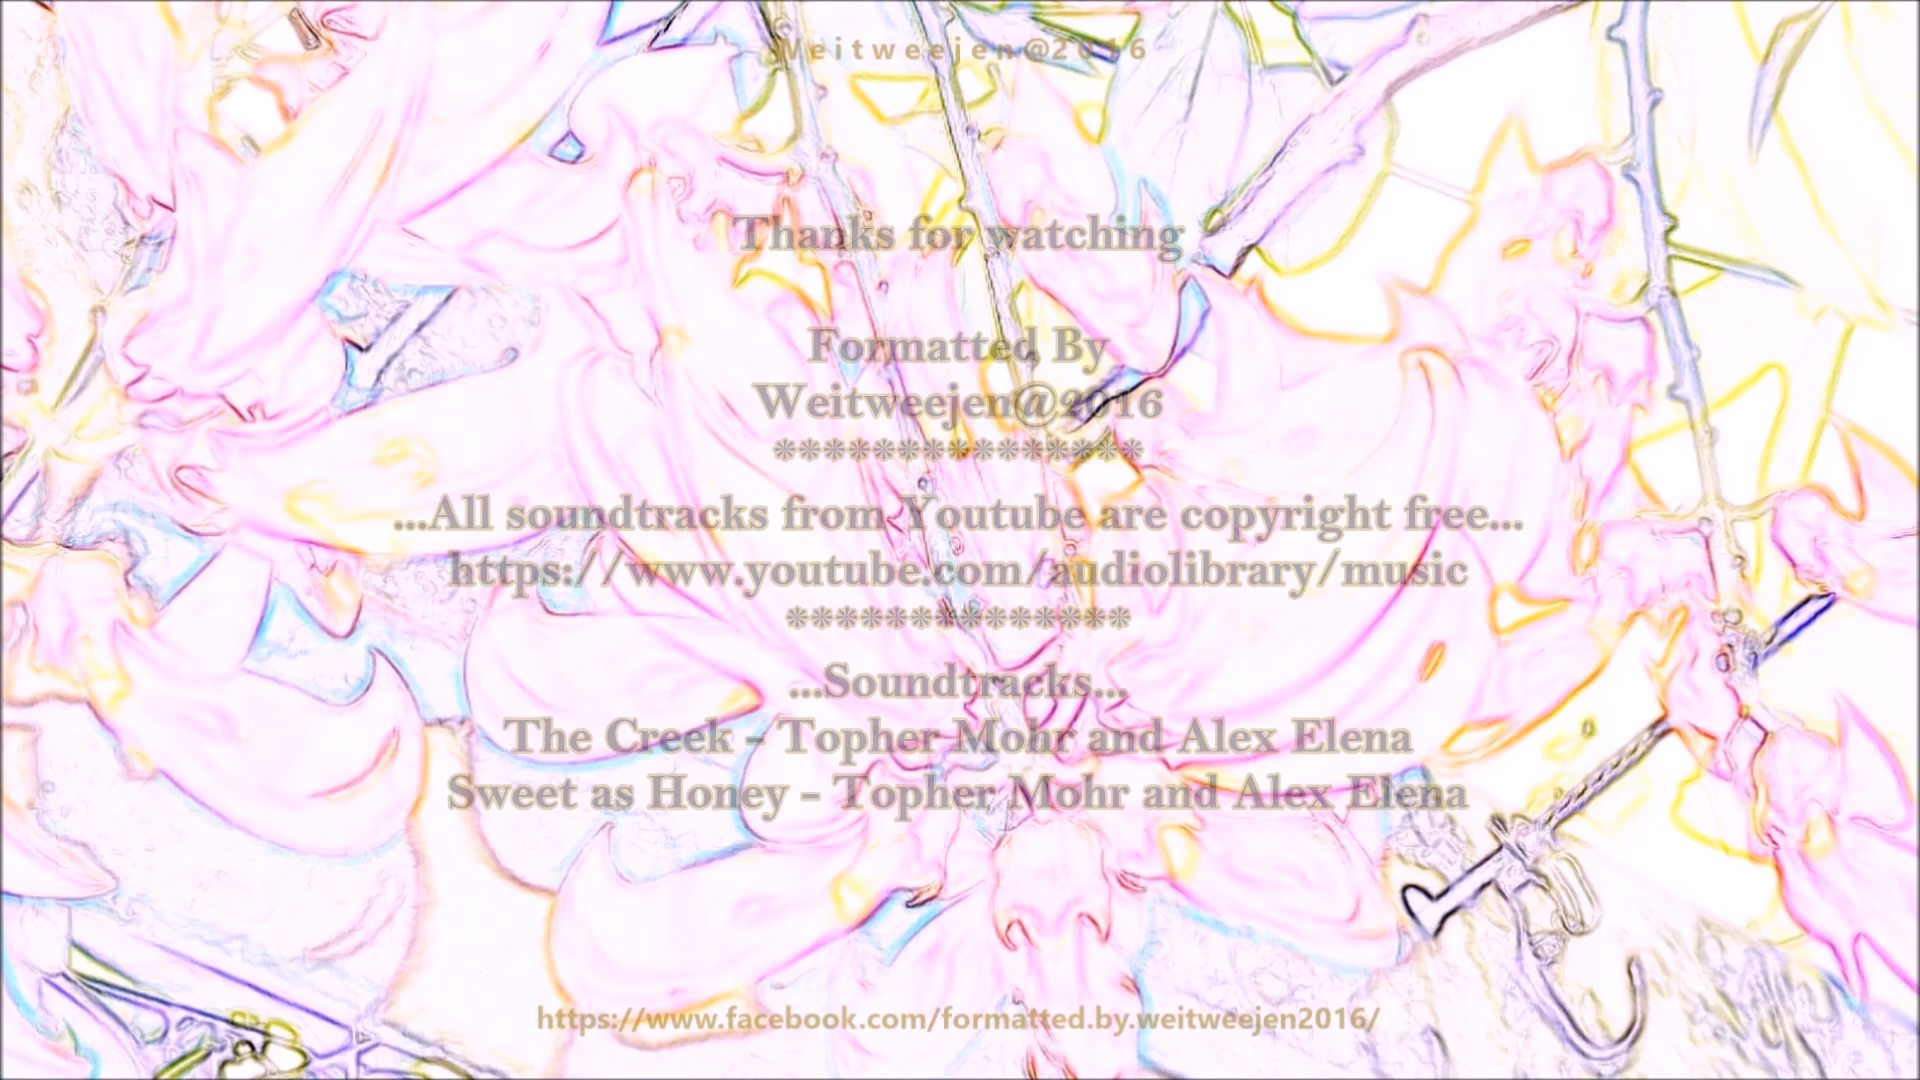 Weitweejen@2016
Thanks for watching
Formatted By
Weitweejen@2016
**************
...All soundtracks from Youtube are copyright free...
https://www.youtube.com/audiolibrary/music
**************
...Soundtracks...
The Creek - Topher Mohr and Alex Elena
Sweet as Honey - Topher Mohr and Alex Elena
https://www.facebook.com/formatted.by.weitweejen2016/